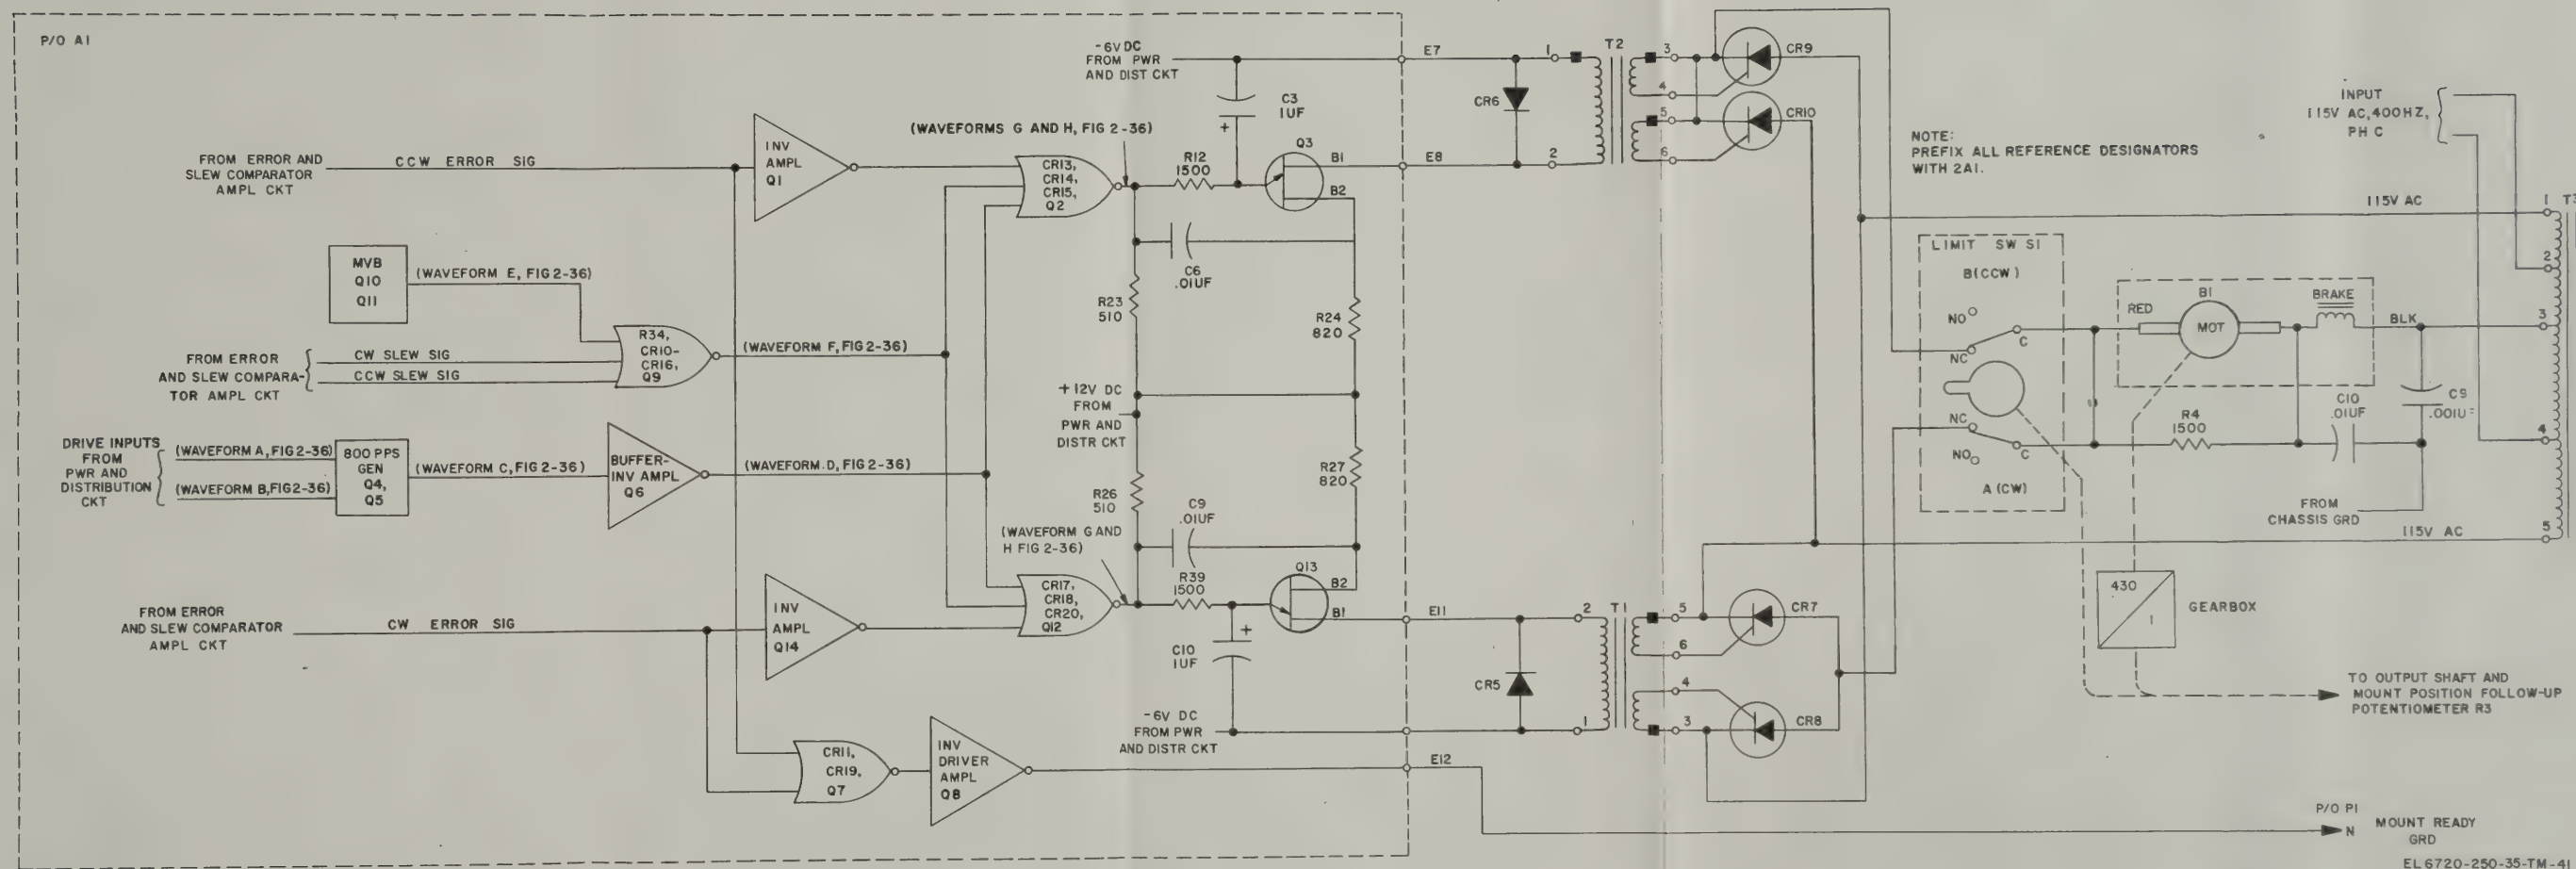 P/O A1
-6V DC
FROM PWR
AND DIST CKT
E7
C3
1UF
+
CR6
1
2
T2
3
4
5
6
CR9
CR10
INPUT
115V AC, 400HZ,
PH C
NOTE:
PREFIX ALL REFERENCE DESIGNATORS
WITH 2A1.
FROM ERROR AND
SLEW COMPARATOR
AMPL CKT
CCW ERROR SIG
INV
AMPL
Q1
(WAVEFORMS G AND H, FIG 2-36)
CR13,
CR14,
CR15,
Q2
R12
1500
Q3
B1
B2
E8
115V AC
1
2
3
4
5
MVB
Q10
Q11
(WAVEFORM E, FIG 2-36)
C6
.01UF
R23
510
R24
820
LIMIT SW S1
B(CCW)
NO
NC
C
NC
NO
C
A (CW)
RED
B1
MOT
BRAKE
BLK
R4
1500
C10
.01UF
FROM
CHASSIS GRD
115V AC
FROM ERROR
AND SLEW COMPARA-
TOR AMPL CKT
CW SLEW SIG
CCW SLEW SIG
R34,
CR10-
CR16,
Q9
(WAVEFORM F, FIG 2-36)
+12V DC
FROM
PWR AND
DISTR CKT
DRIVE INPUTS
FROM
PWR AND
DISTRIBUTION
CKT
(WAVEFORM A, FIG 2-36)
(WAVEFORM B, FIG 2-36)
800 PPS
GEN
Q4,
Q5
(WAVEFORM C, FIG 2-36)
BUFFER-
INV AMPL
Q6
(WAVEFORM D, FIG 2-36)
R26
510
R27
820
C9
.01UF
(WAVEFORM G AND
H FIG 2-36)
R39
1500
Q13
B2
B1
FROM ERROR
AND SLEW COMPARATOR
AMPL CKT
CW ERROR SIG
INV
AMPL
Q14
CR17,
CR18,
CR20,
Q12
+
C10
1UF
E11
CR5
2
1
T1
5
6
4
3
CR7
CR8
430
1
GEARBOX
TO OUTPUT SHAFT AND
MOUNT POSITION FOLLOW-UP
POTENTIOMETER R3
-6V DC
FROM PWR
AND DISTR CKT
CR11,
CR19,
Q7
INV
DRIVER
AMPL
Q8
E12
P/O P1
N
MOUNT READY
GRD
EL 6720-250-35-TM-41